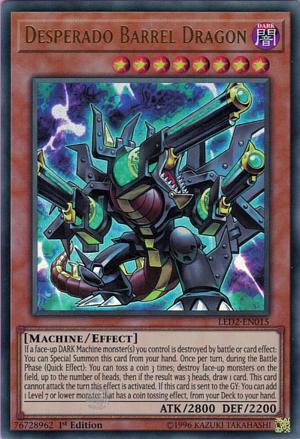 DESPERADO BARREL DRAGON
DARK
闇
LED2-EN015
[MACHINE/EFFECT]
If a face-up DARK Machine monster(s) you control is destroyed by battle or card effect:
You can Special Summon this card from your hand. Once per turn, during the Battle
Phase (Quick Effect): You can toss a coin 3 times; destroy face-up monsters on the
field, up to the number of heads, then if the result was 3 heads, draw 1 card. This card
cannot attack the turn this effect is activated. If this card is sent to the GY: You can add
1 Level 7 or lower monster that has a coin tossing effect, from your Deck to your hand.
ATK/2800 DEF/2200
76728962 1st Edition ©1996 KAZUKI TAKAHASHI